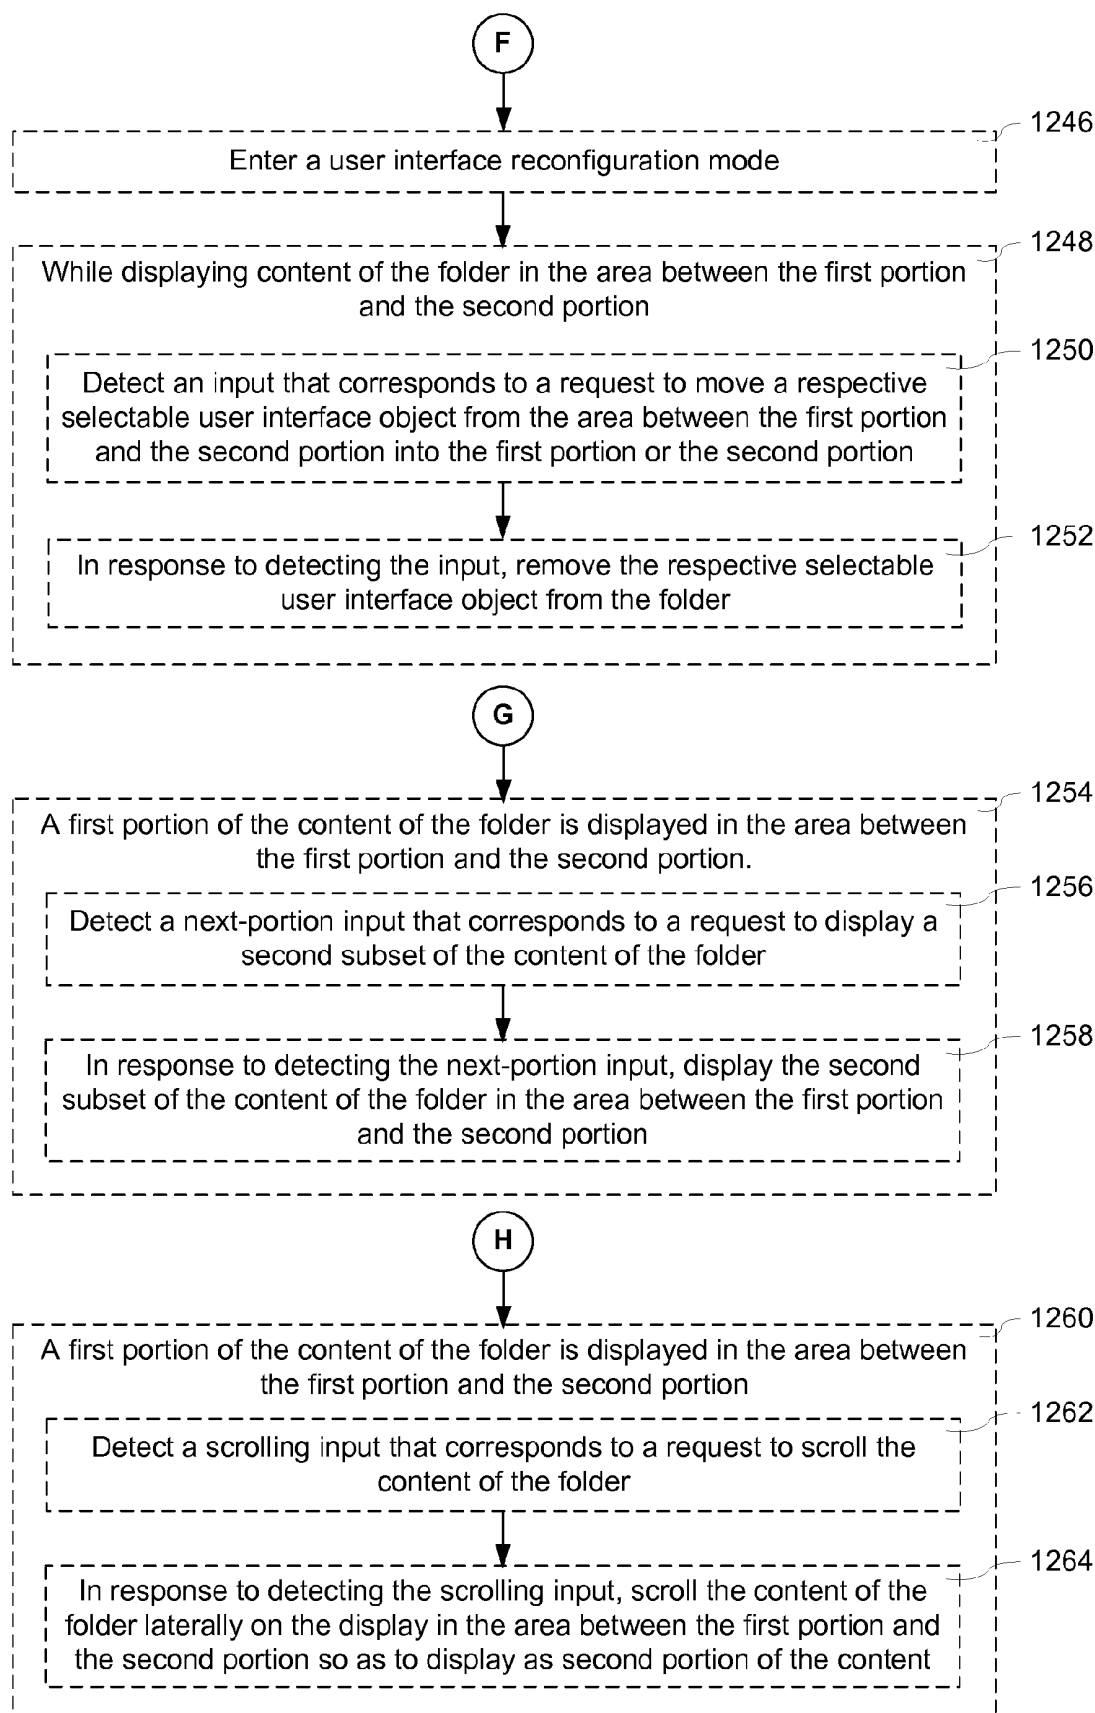 F
1246
Enter a user interface reconfiguration mode
1248
While displaying content of the folder in the area between the first portion
and the second portion
1250
Detect an input that corresponds to a request to move a respective
selectable user interface object from the area between the first portion
and the second portion into the first portion or the second portion
1252
In response to detecting the input, remove the respective selectable
user interface object from the folder
G
1254
A first portion of the content of the folder is displayed in the area between
the first portion and the second portion.
1256
Detect a next-portion input that corresponds to a request to display a
second subset of the content of the folder
1258
In response to detecting the next-portion input, display the second
subset of the content of the folder in the area between the first portion
and the second portion
H
1260
A first portion of the content of the folder is displayed in the area between
the first portion and the second portion
1262
Detect a scrolling input that corresponds to a request to scroll the
content of the folder
1264
In response to detecting the scrolling input, scroll the content of the
folder laterally on the display in the area between the first portion and
the second portion so as to display as second portion of the content